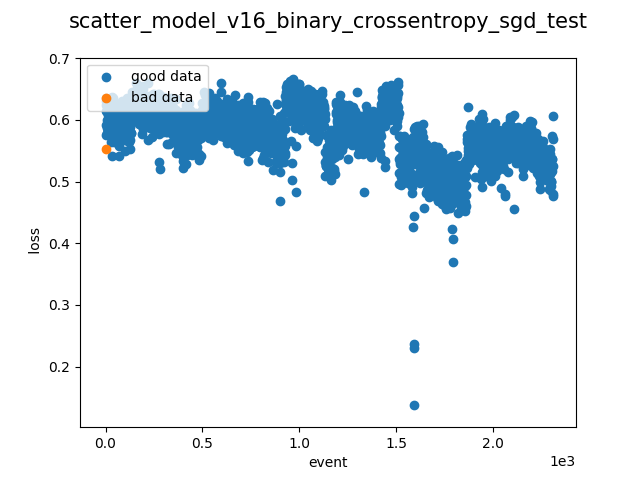 scatter_model_v16_binary_crossentropy_sgd_test
good data
bad data
0.7
0.6
0.5
0.4
0.3
0.2
loss
0.0
0.5
1.0
1.5
2.0
event
1e3